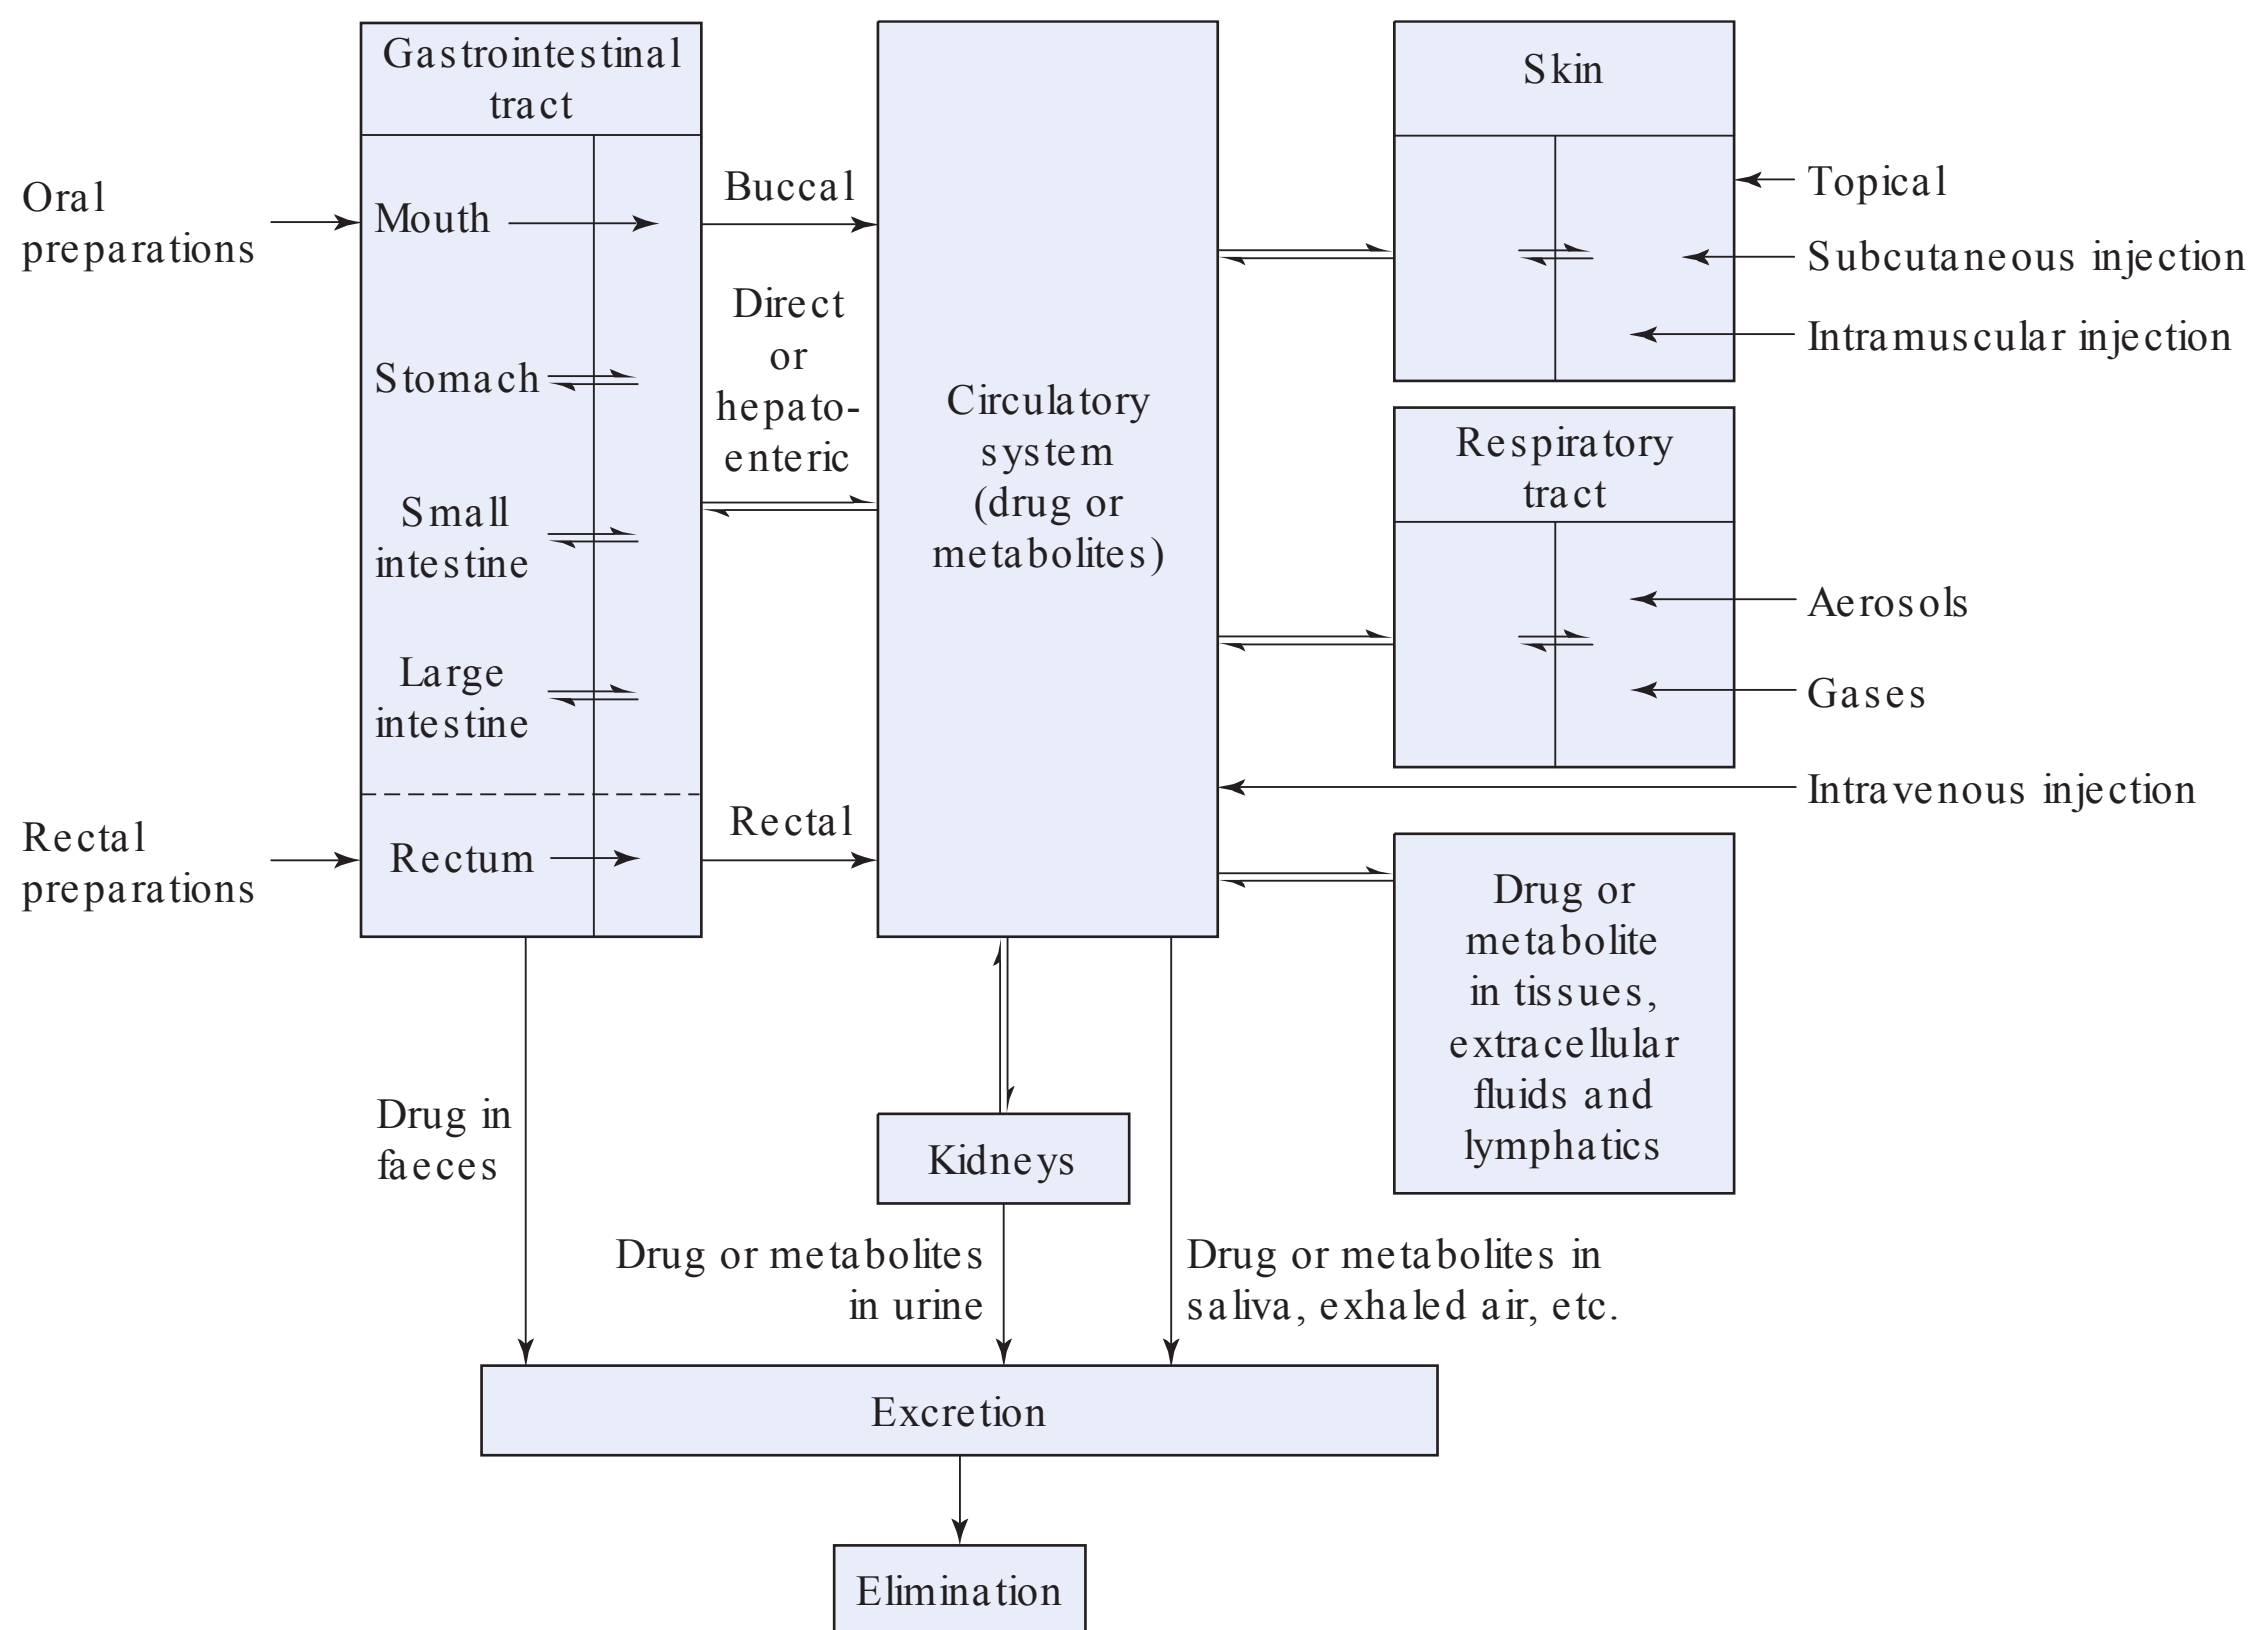 Gastrointestinal
tract
Oral
preparations
Mouth
Stomach
Small
intestine
Large
intestine
Rectal
preparations
Rectum
Buccal
Direct
or
hepato-
enteric
Rectal
Circulatory
system
(drug or
metabolites)
Skin
Topical
Subcutaneous injection
Intramuscular injection
Respiratory
tract
Aerosols
Gases
Intravenous injection
Drug or
metabolite
in tissues,
extracellular
fluids and
lymphatics
Drug in
faeces
Kidneys
Drug or metabolites
in urine
Drug or metabolites in
saliva, exhaled air, etc.
Excretion
Elimination